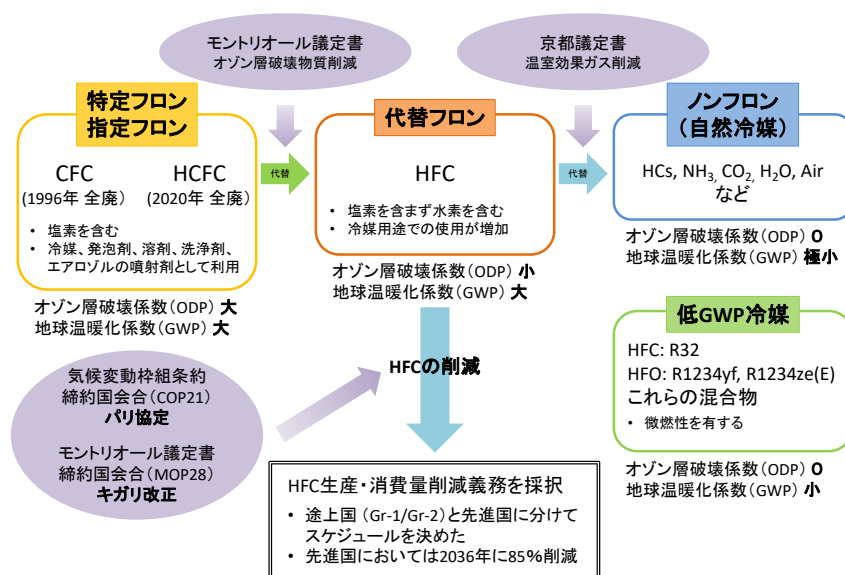 モントリオール議定書
オゾン層破壊物質削減
京都議定書
温室効果ガス削減
特定フロン
指定フロン
CFC
(1996年 全廃)
HCFC
(2020年 全廃)
• 塩素を含む
• 冷媒、発泡剤、溶剤、洗浄剤、
エアロゾルの噴射剤として利用
オゾン層破壊係数(ODP) 大
地球温暖化係数(GWP) 大
代替
代替フロン
HFC
• 塩素を含まず水素を含む
• 冷媒用途での使用が増加
オゾン層破壊係数(ODP) 小
地球温暖化係数(GWP) 大
代替
ノンフロン
(自然冷媒)
HCs, NH3, CO2, H2O, Air
など
オゾン層破壊係数(ODP) 0
地球温暖化係数(GWP) 極小
低GWP冷媒
HFC: R32
HFO: R1234yf, R1234ze(E)
これらの混合物
• 微燃性を有する
オゾン層破壊係数(ODP) 0
地球温暖化係数(GWP) 小
気候変動枠組条約
締約国会合(COP21)
パリ協定
モントリオール議定書
締約国会合(MOP28)
キガリ改正
HFCの削減
HFC生産・消費量削減義務を採択
• 途上国 (Gr-1/Gr-2)と先進国に分けて
スケジュールを決めた
• 先進国においては2036年に85%削減